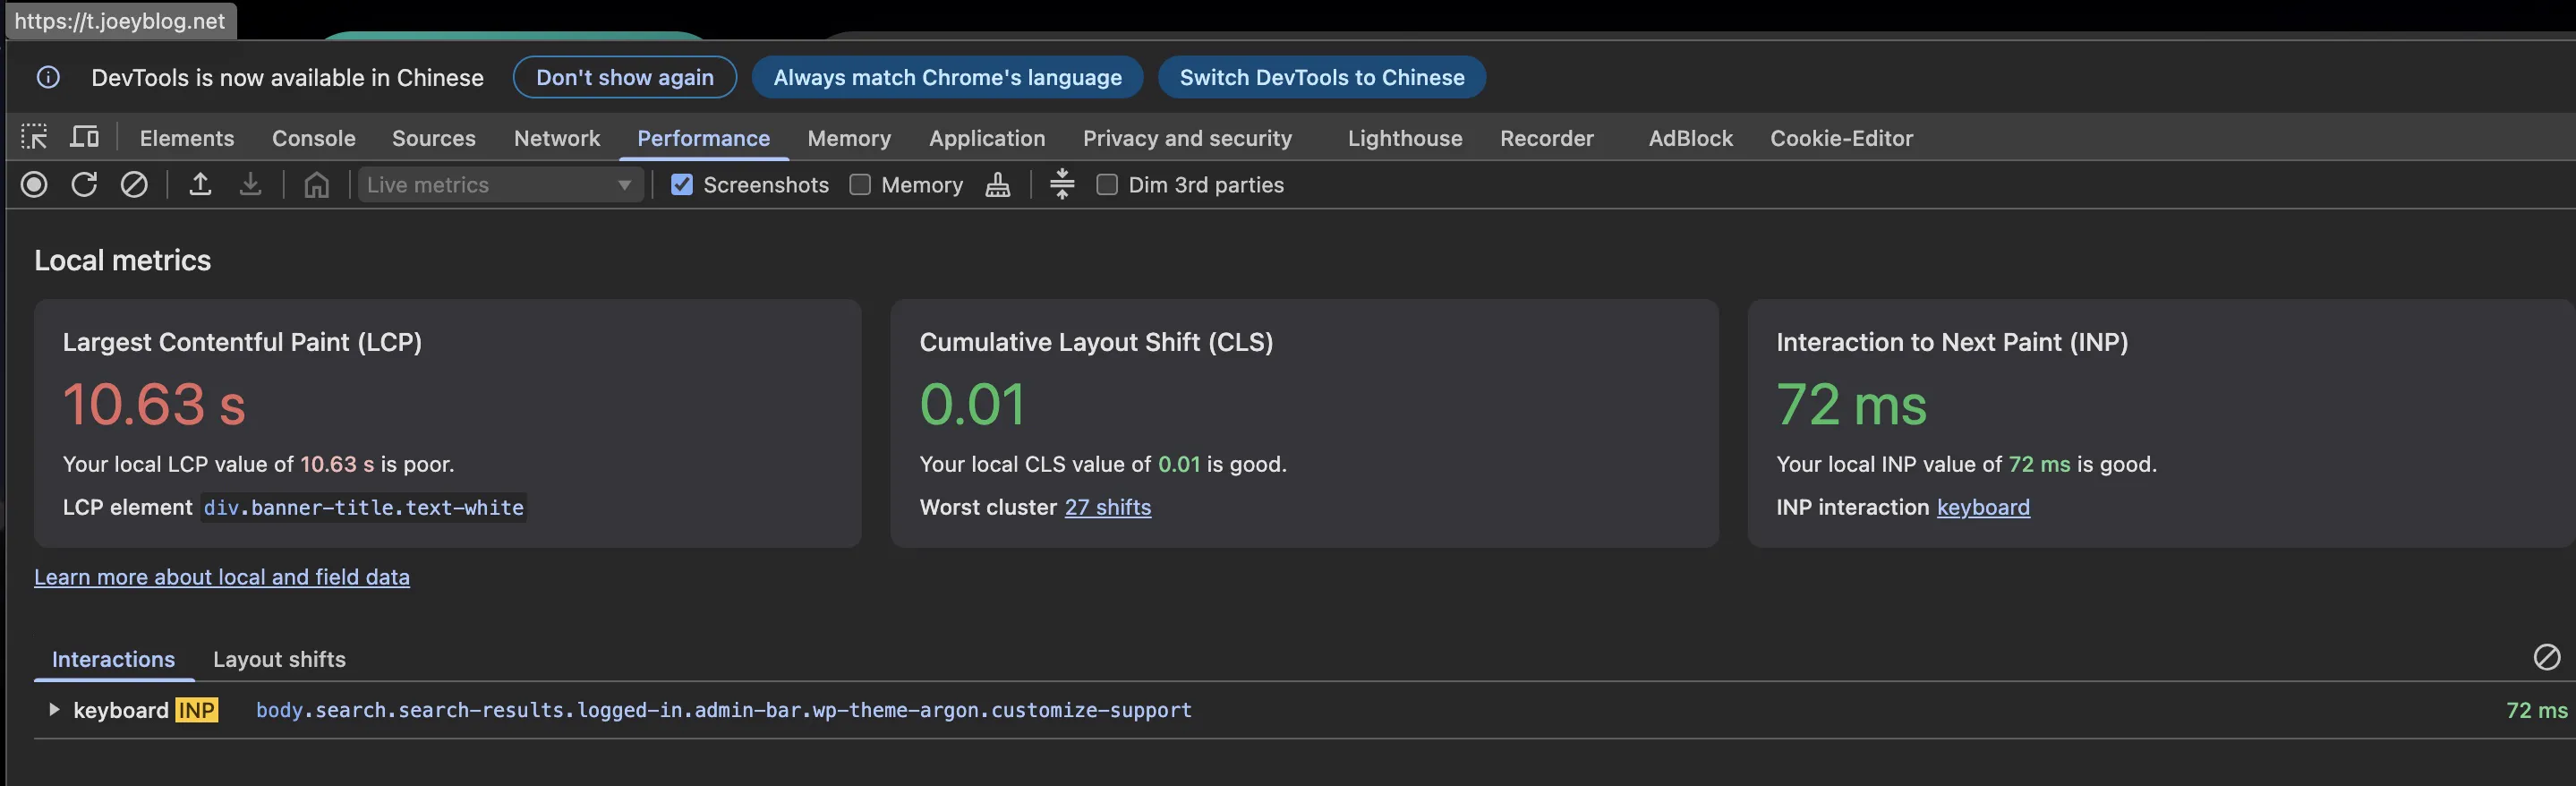 https://t.joeyblog.net
DevTools is now available in Chinese Don't show again Always match Chrome's language Switch DevTools to Chinese
Elements Console Sources Network Performance Memory Application Privacy and security Lighthouse Recorder AdBlock Cookie-Editor
Live metrics Screenshots Memory Dim 3rd parties
Local metrics
Largest Contentful Paint (LCP)
10.63 s
Your local LCP value of 10.63 s is poor.
LCP element div.banner-title.text-white
Cumulative Layout Shift (CLS)
0.01
Your local CLS value of 0.01 is good.
Worst cluster 27 shifts
Interaction to Next Paint (INP)
72 ms
Your local INP value of 72 ms is good.
INP interaction keyboard
Learn more about local and field data
Interactions Layout shifts
keyboard INP body.search.search-results.logged-in.admin-bar.wp-theme-argon.customize-support 72 ms